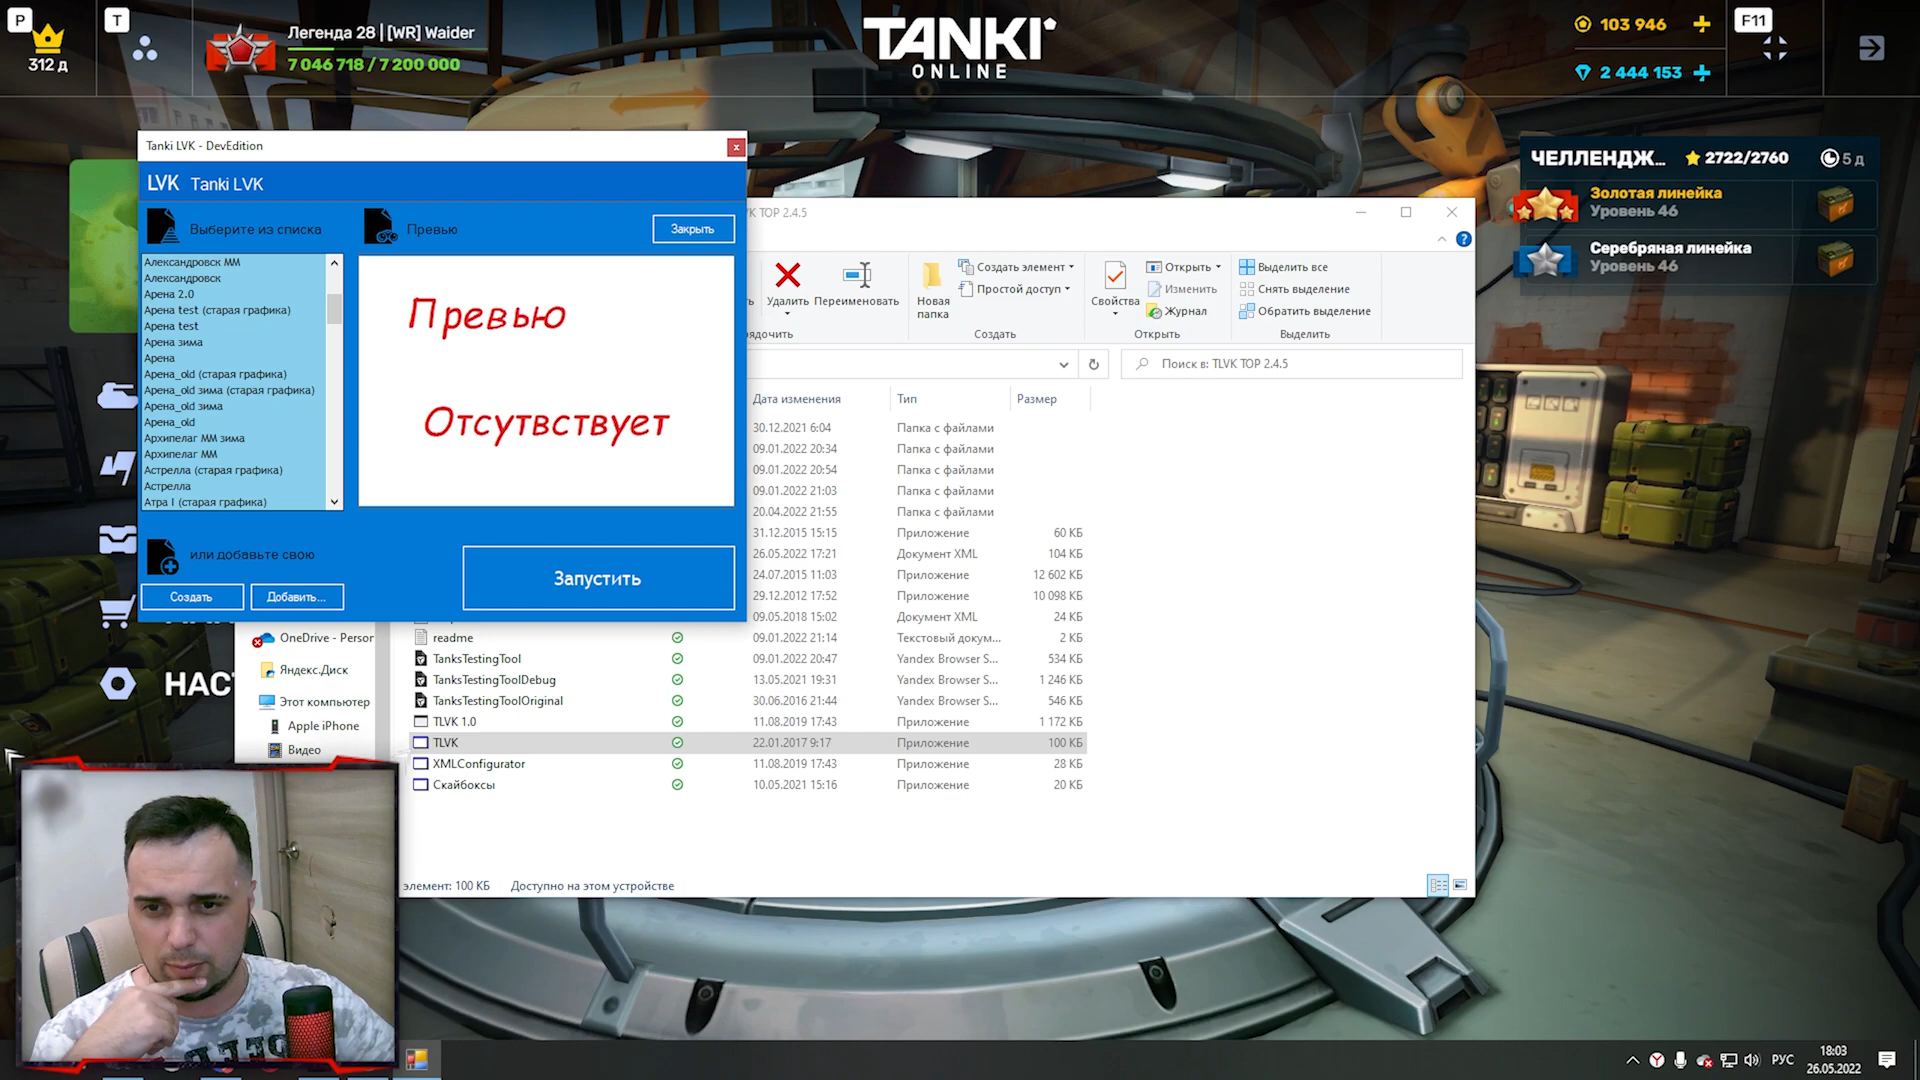 P
312 д
T
Легенда 28 | [WR] Waider
7 046 718 / 7 200 000
TANKI
ONLINE
103 946
2 444 153
F11
ЧЕЛЛЕНДЖ... 2722/2760 5 д
Золотая линейка
Уровень 46
Серебряная линейка
Уровень 46
Tanki LVK - DevEdition
x
LVK Tanki LVK
Выберите из списка
Превью
Закрыть
Александровск ММ
Александровск
Арена 2.0
Арена test (старая графика)
Арена test
Арена зима
Арена
Арена_old (старая графика)
Арена_old зима (старая графика)
Арена_old зима
Арена_old
Архипелаг ММ зима
Архипелаг ММ
Астрелла (старая графика)
Астрелла
Атра I (старая графика)
Превью
Отсутвствует
или добавьте свою
Создать
Добавить...
Запустить
TOP 2.4.5
Удалить
Переименовать
Новая
папка
Создать элемент
Простой доступ
Создать
Свойства
Открыть
Изменить
Журнал
Открыть
Выделить все
Снять выделение
Обратить выделение
Выделить
Поиск в: TLVK TOP 2.4.5
Дата изменения Тип Размер
30.12.2021 6:04 Папка с файлами
09.01.2022 20:34 Папка с файлами
09.01.2022 20:54 Папка с файлами
09.01.2022 21:03 Папка с файлами
20.04.2022 21:55 Папка с файлами
31.12.2015 15:15 Приложение 60 КБ
26.05.2022 17:21 Документ XML 104 КБ
24.07.2015 11:03 Приложение 12 602 КБ
29.12.2012 17:52 Приложение 10 098 КБ
09.05.2018 15:02 Документ XML 24 КБ
readme 09.01.2022 21:14 Текстовый докум... 2 КБ
TanksTestingTool 09.01.2022 20:47 Yandex Browser S... 534 КБ
TanksTestingToolDebug 13.05.2021 19:31 Yandex Browser S... 1 246 КБ
TanksTestingToolOriginal 30.06.2016 21:44 Yandex Browser S... 546 КБ
TLVK 1.0 11.08.2019 17:43 Приложение 1 172 КБ
TLVK 22.01.2017 9:17 Приложение 100 КБ
XMLConfigurator 11.08.2019 17:43 Приложение 28 КБ
Скайбоксы 10.05.2021 15:16 Приложение 20 КБ
OneDrive - Person
Яндекс.Диск
Этот компьютер
Apple iPhone
Видео
НАСТ
элемент: 100 КБ Доступно на этом устройстве
РУС
18:03
26.05.2022